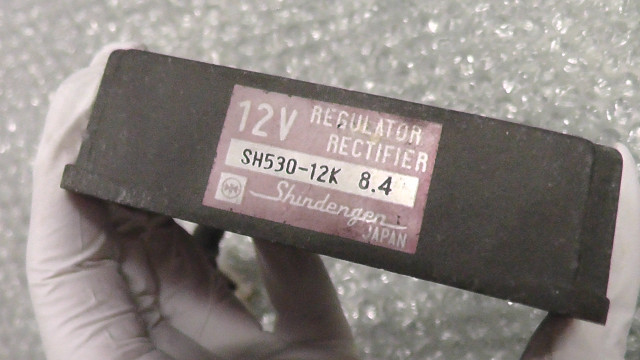 12V REGULATOR
RECTIFIER
SH530-12K 8.4
Shindengen
JAPAN